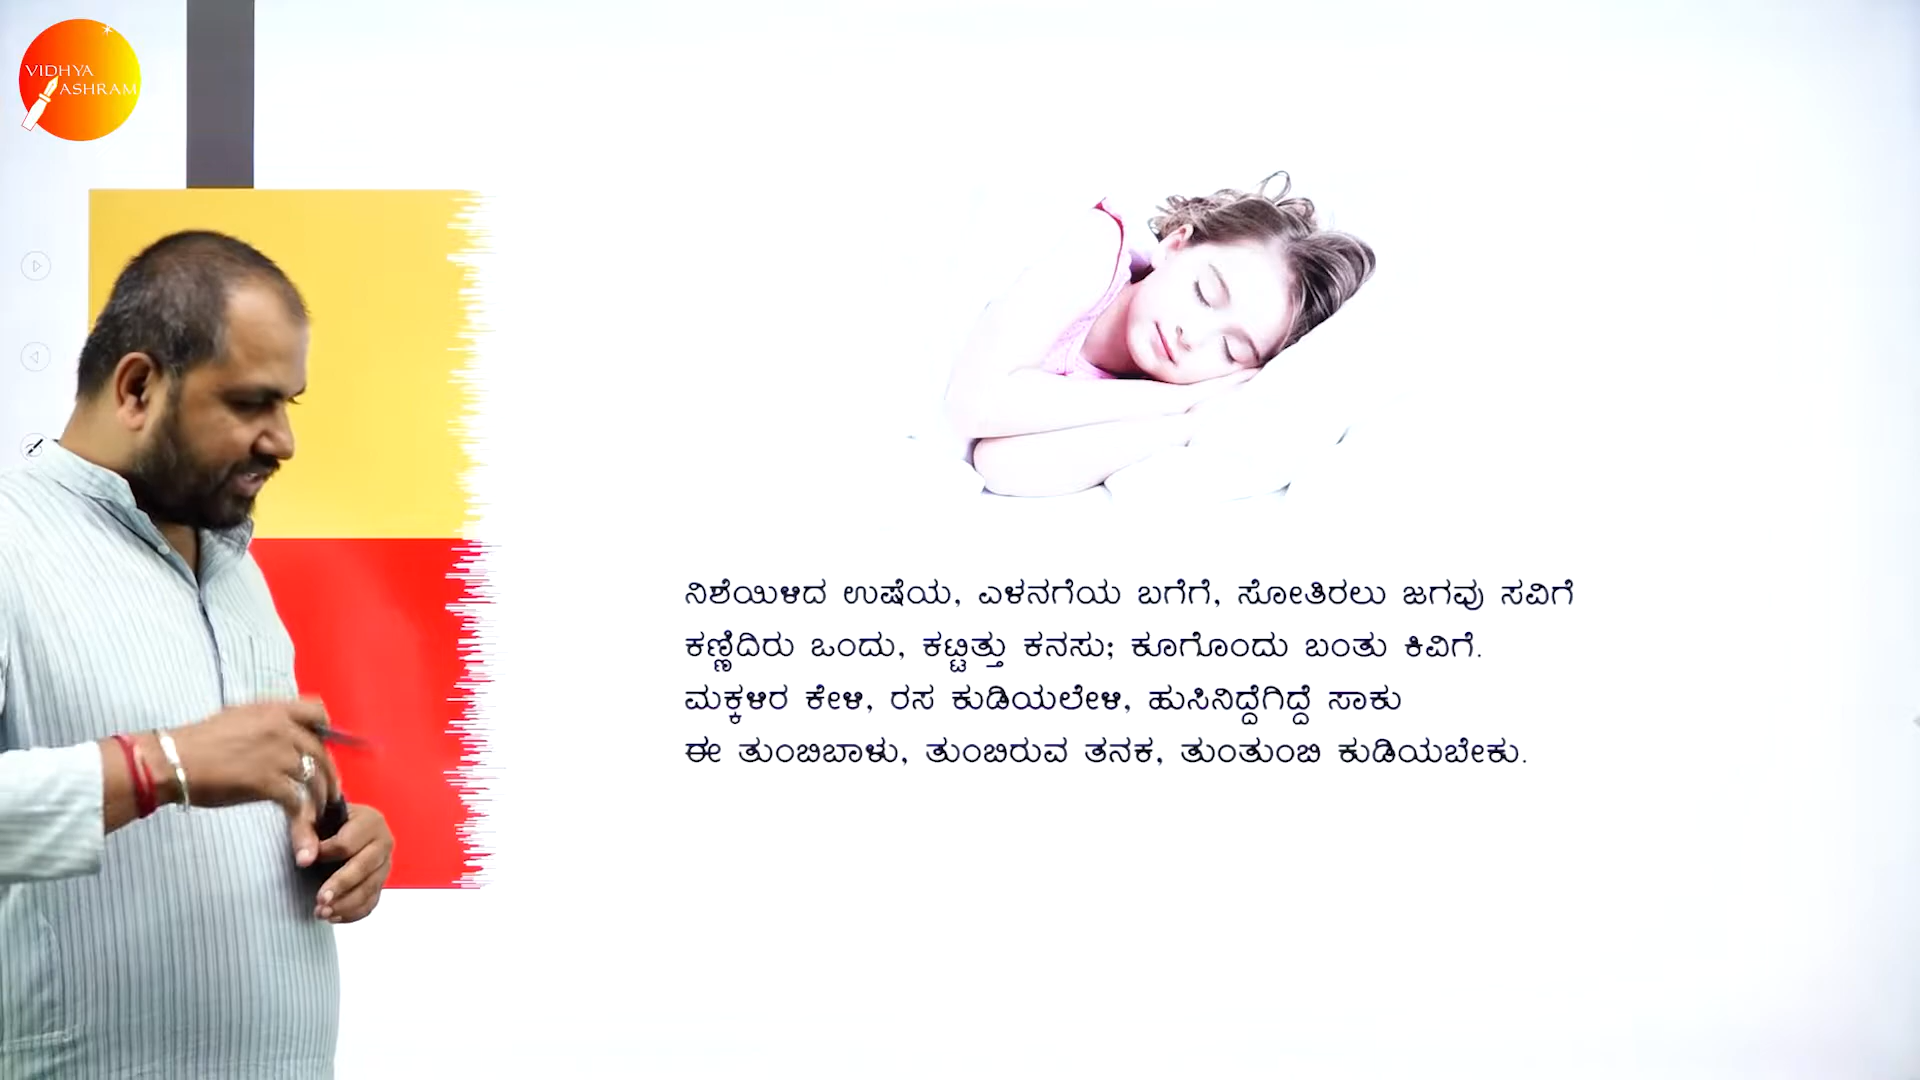 VIDHYA
ASHRAM
ನಿಶೆಯಿಳಿದ ಉಷೆಯ, ಎಳನಗೆಯ ಬಗೆಗೆ, ಸೋತಿರಲು ಜಗವು ಸವಿಗೆ
ಕಣ್ಣಿದಿರು ಒಂದು, ಕಟ್ಟಿತ್ತು ಕನಸು; ಕೂಗೊಂದು ಬಂತು ಕಿವಿಗೆ.
ಮಕ್ಕಳಿರ ಕೇಳಿ, ರಸ ಕುಡಿಯಲೇಳಿ, ಹುಸಿನಿದ್ದೆಗಿದ್ದೆ ಸಾಕು
ಈ ತುಂಬಿಬಾಳು, ತುಂಬಿರುವ ತನಕ, ತುಂತುಂಬಿ ಕುಡಿಯಬೇಕು.